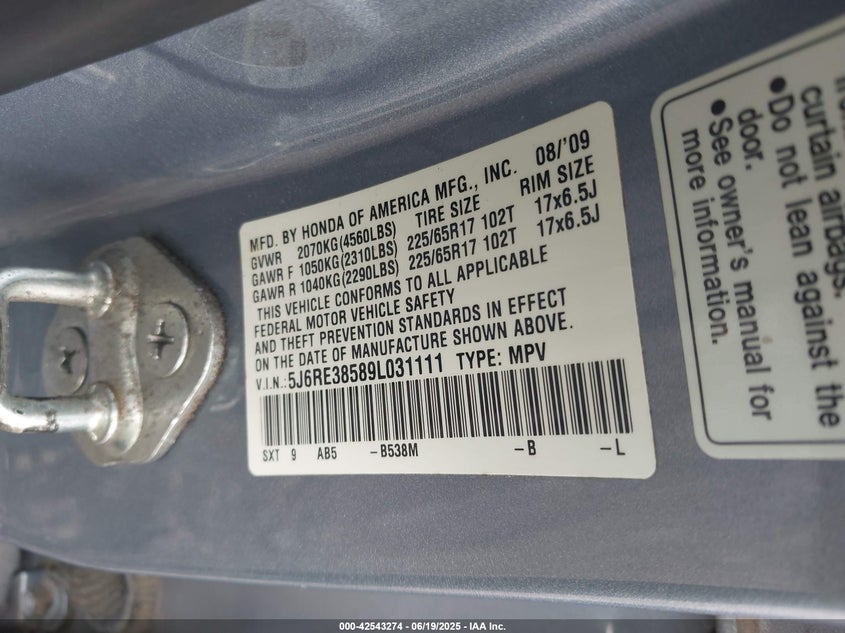 MFD. BY HONDA OF AMERICA MFG., INC. 08/'09
TIRE SIZE RIM SIZE
GVWR 2070KG(4560LBS)
GAWR F 1050KG(2310LBS) 225/65R17 102T 17x6.5J
GAWR R 1040KG(2290LBS) 225/65R17 102T 17x6.5J
THIS VEHICLE CONFORMS TO ALL APPLICABLE
FEDERAL MOTOR VEHICLE SAFETY
AND THEFT PREVENTION STANDARDS IN EFFECT
ON THE DATE OF MANUFACTURE SHOWN ABOVE.
V.I.N.:5J6RE38589L031111 TYPE: MPV
SXT 9 AB5 -B538M -B -L
curtain airbags.
●Do not lean against the
door.
●See owner's manual for
more information.
000-42543274 - 06/19/2025 - IAA Inc.